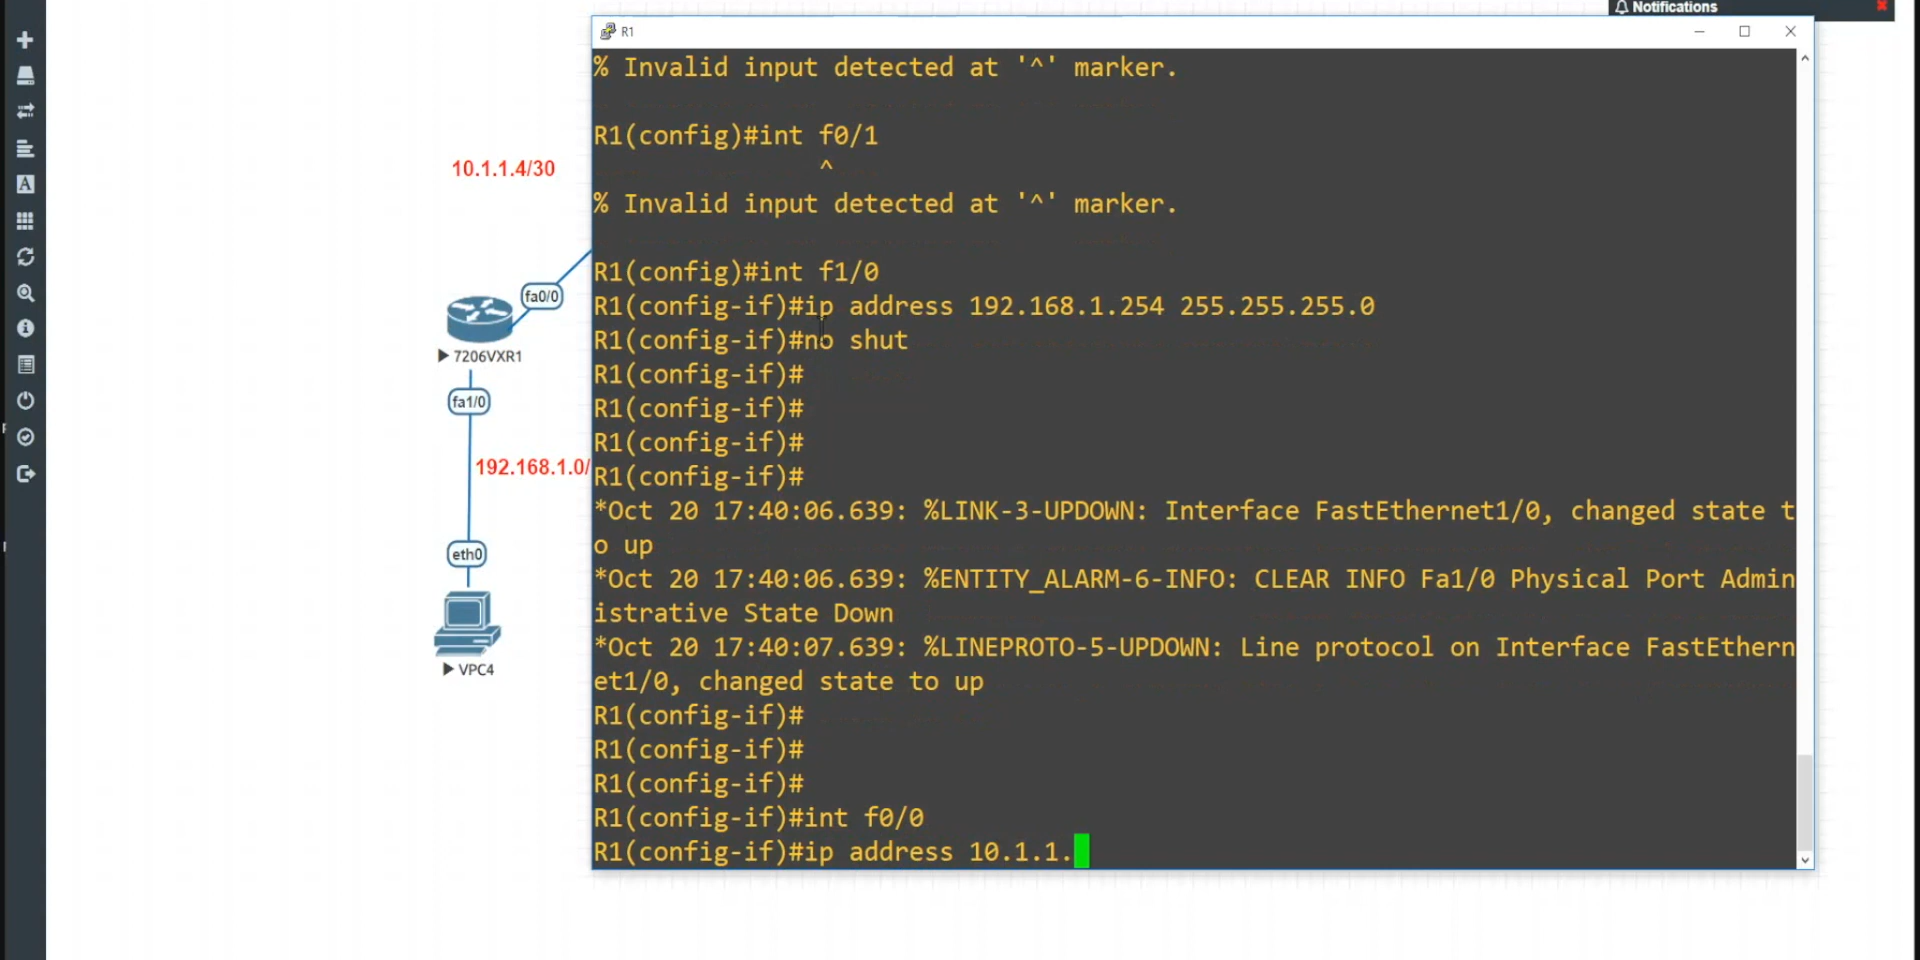 Notifications
R1
% Invalid input detected at '^' marker.
R1(config)#int f0/1
^
% Invalid input detected at '^' marker.
R1(config)#int f1/0
R1(config-if)#ip address 192.168.1.254 255.255.255.0
R1(config-if)#no shut
R1(config-if)#
R1(config-if)#
R1(config-if)#
R1(config-if)#
*Oct 20 17:40:06.639: %LINK-3-UPDOWN: Interface FastEthernet1/0, changed state t
o up
*Oct 20 17:40:06.639: %ENTITY_ALARM-6-INFO: CLEAR INFO Fa1/0 Physical Port Admin
istrative State Down
*Oct 20 17:40:07.639: %LINEPROTO-5-UPDOWN: Line protocol on Interface FastEthern
et1/0, changed state to up
R1(config-if)#
R1(config-if)#
R1(config-if)#
R1(config-if)#int f0/0
R1(config-if)#ip address 10.1.1.
10.1.1.4/30
fa0/0
7206VXR1
fa1/0
192.168.1.0/
eth0
VPC4